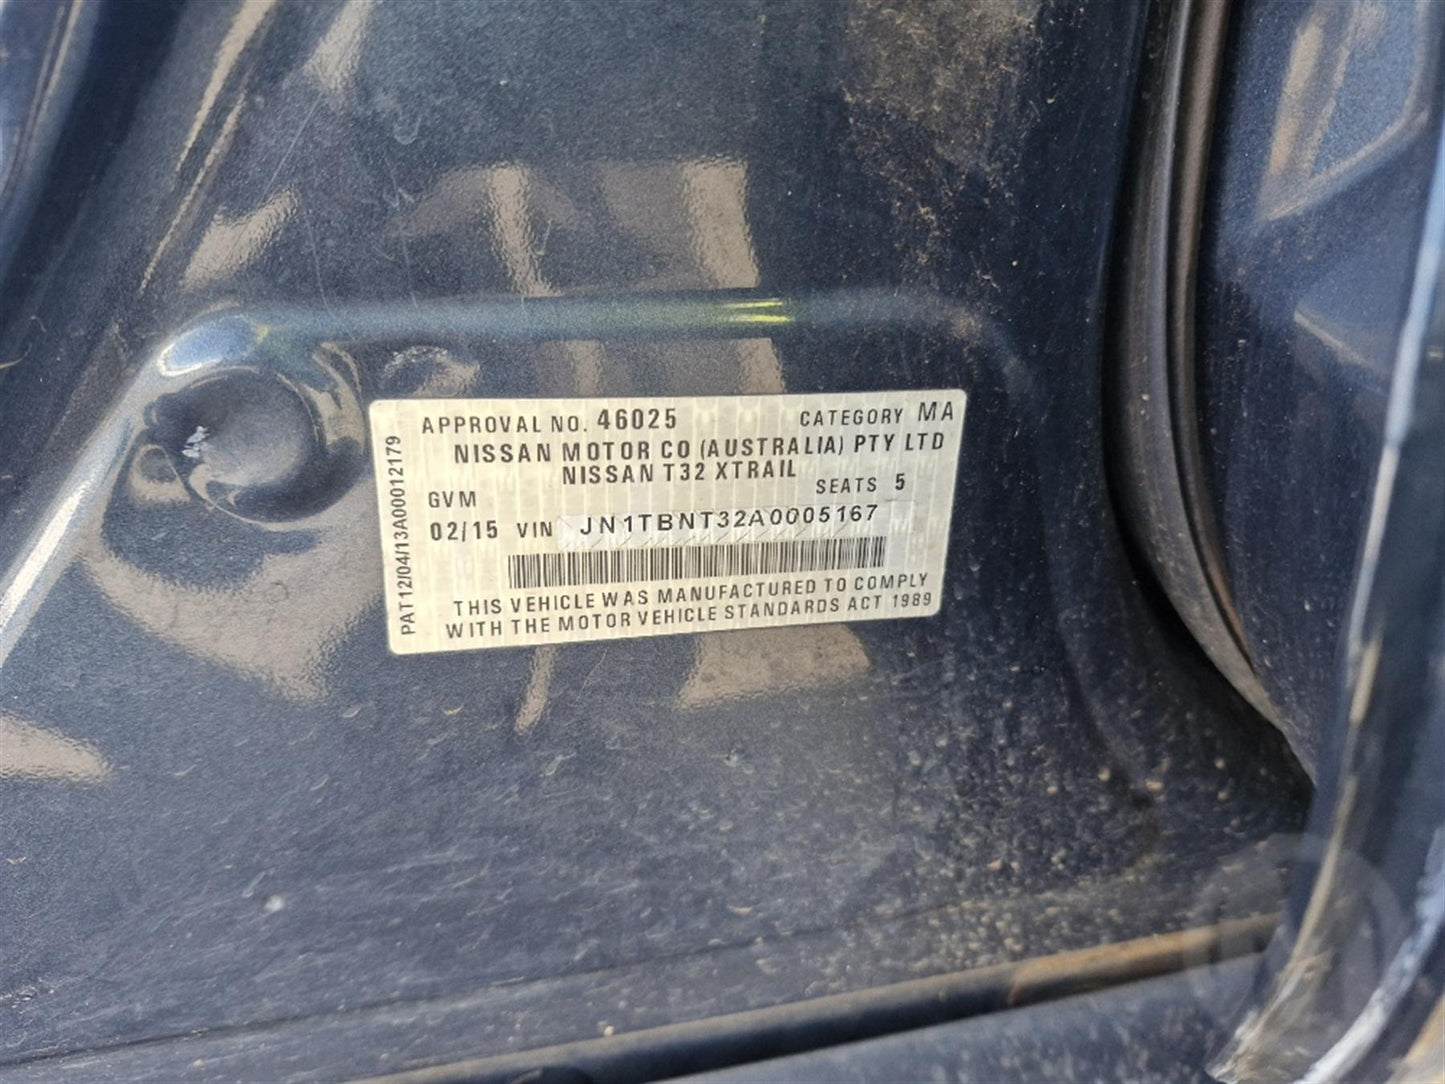 APPROVAL NO. 46025 CATEGORY MA
NISSAN MOTOR CO (AUSTRALIA) PTY LTD
NISSAN T32 XTRAIL
GVM SEATS 5
02/15 VIN JN1TBNT32A0005167
THIS VEHICLE WAS MANUFACTURED TO COMPLY
WITH THE MOTOR VEHICLE STANDARDS ACT 1989
PAT12/04/13A00012179